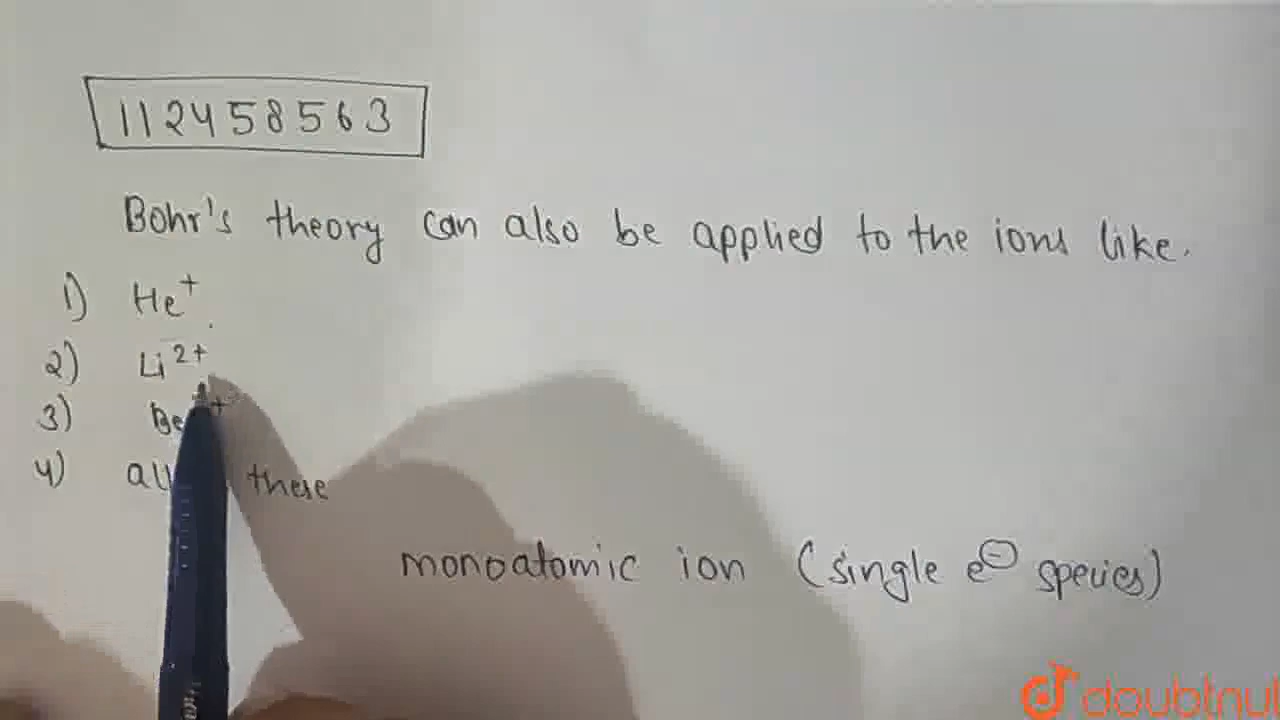 112458563
Bohr's theory can also be applied to the ions like.
1) He⁺
2) Li²⁺
3) Be
4) these
monoatomic ion (single e⊖ species)
doubtnut